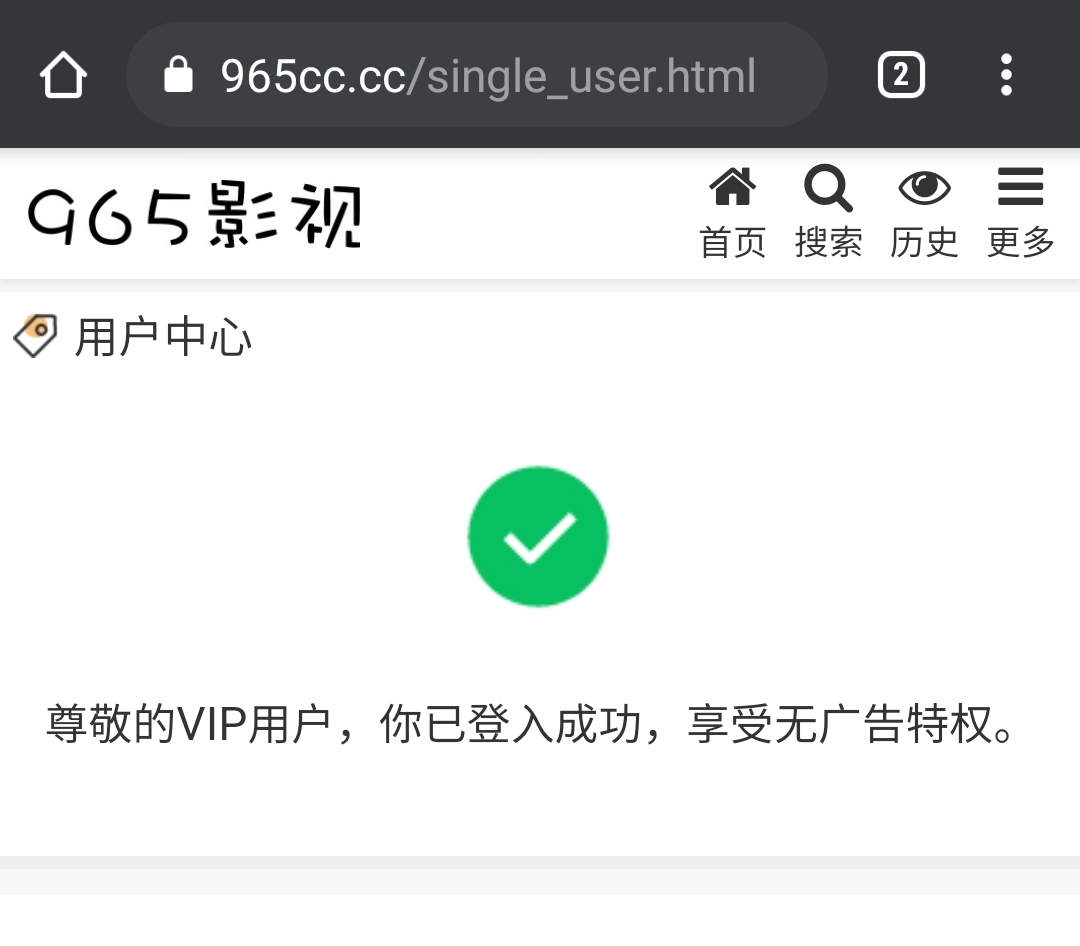 965cc.cc/single_user.html
2
965影视
首页 搜索 历史 更多
用户中心
尊敬的VIP用户，你已登入成功，享受无广告特权。